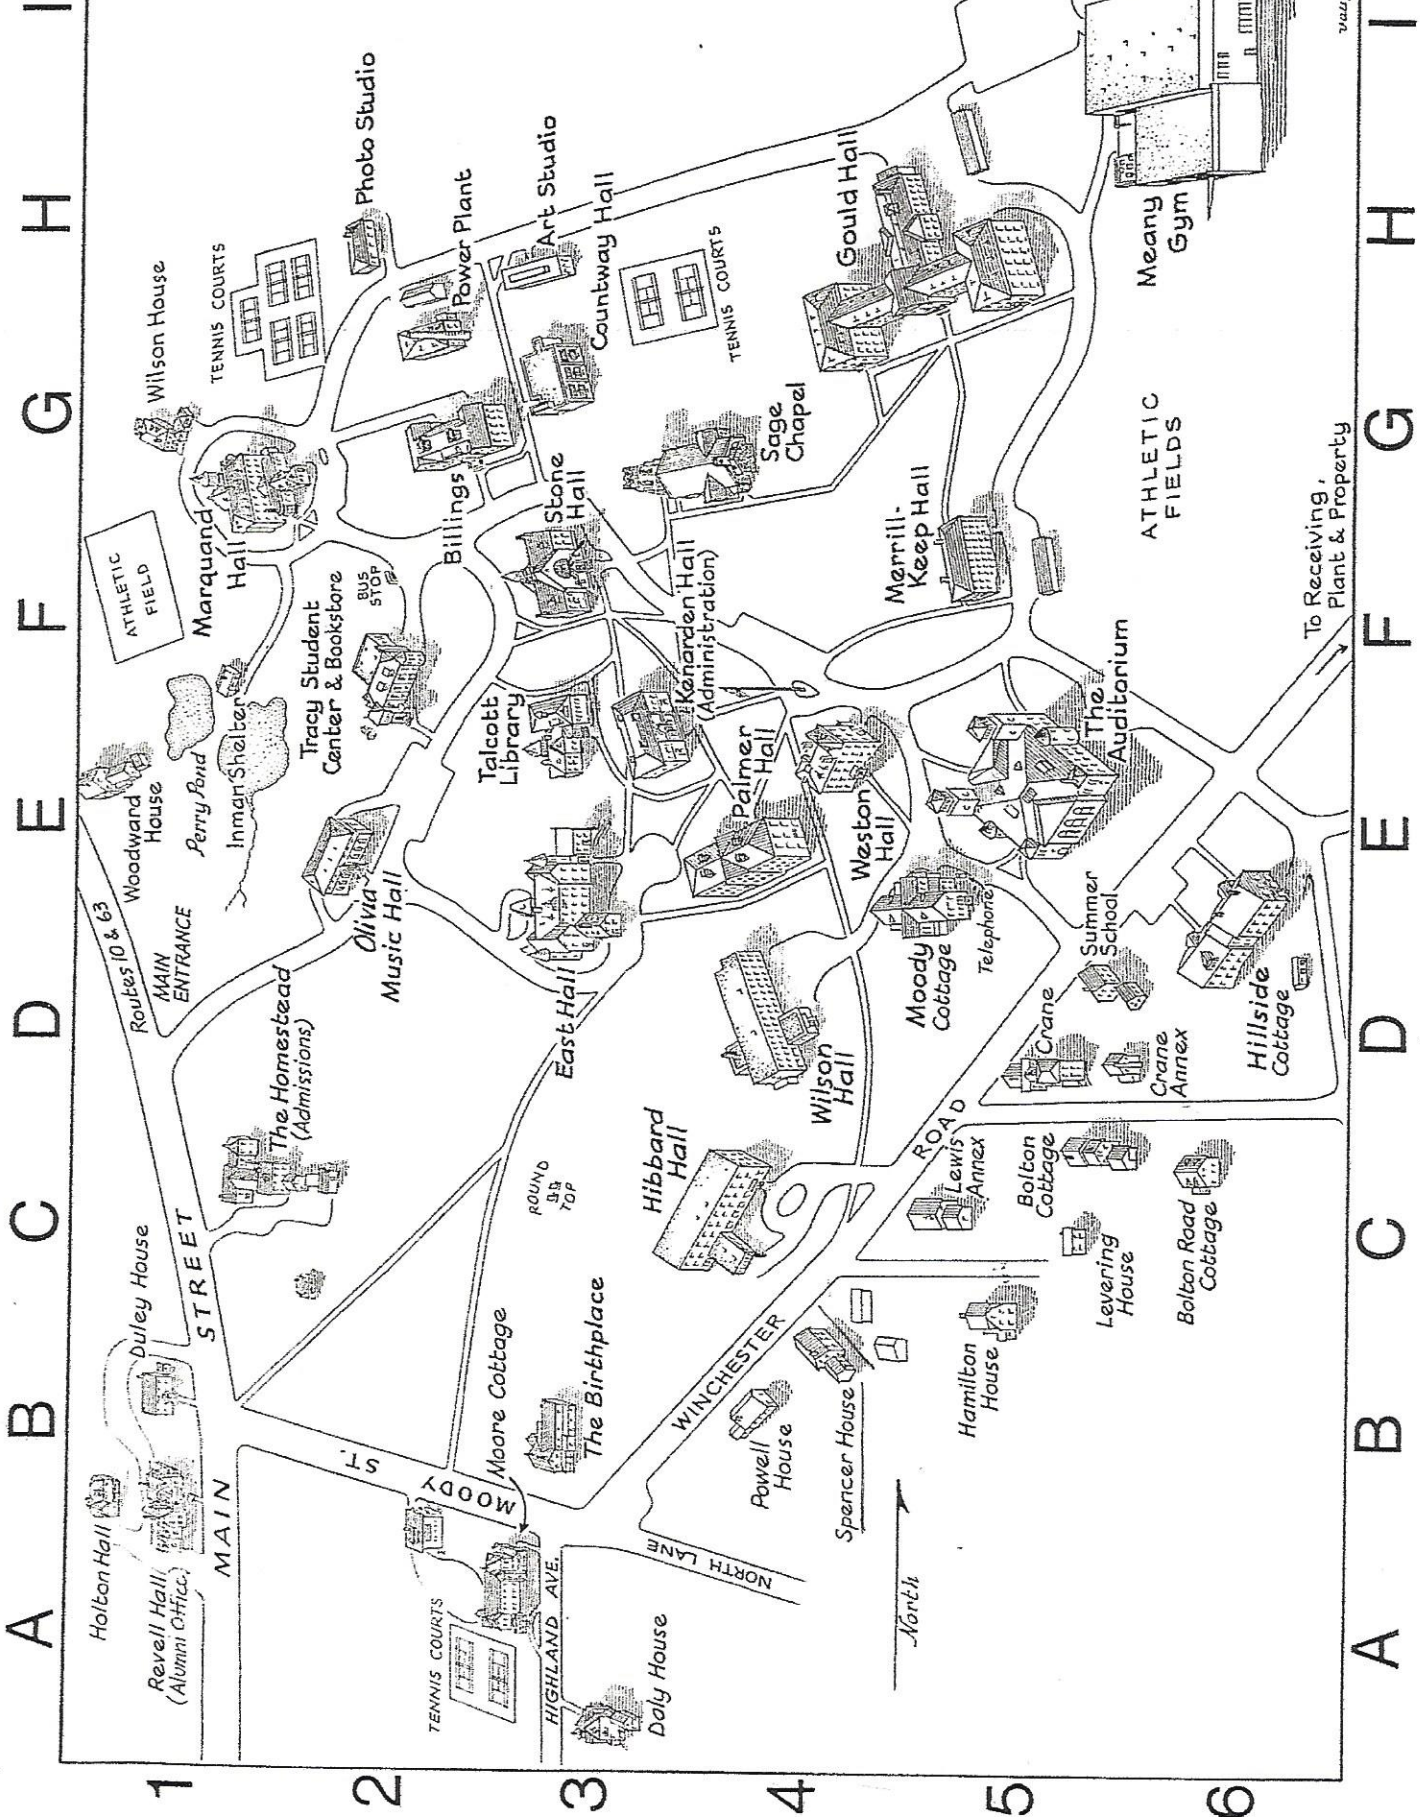 A
B
C
D
E
F
G
H
I
1
2
3
4
5
6
Holton Hall
Revell Hall
(Alumni Office)
Duley House
MAIN
STREET
Routes 10 & 63
MAIN
ENTRANCE
Woodward
House
Perry Pond
Inman Shelter
ATHLETIC
FIELD
Marquand
Hall
Wilson House
TENNIS COURTS
Photo Studio
The Homestead
(Admissions)
Olivia
Music Hall
Tracy Student
Center & Bookstore
BUS
STOP
Billings
Power Plant
Art Studio
Countway Hall
TENNIS COURTS
MOODY
ST.
TENNIS COURTS
Moore Cottage
HIGHLAND AVE.
Daly House
The Birthplace
ROUND
TOP
East Hall
Talcott
Library
Stone
Hall
Kenarden Hall
(Administration)
Sage
Chapel
Gould Hall
NORTH LANE
WINCHESTER
ROAD
Hibbard
Hall
Wilson
Hall
Palmer
Hall
Weston
Hall
Merrill-
Keep Hall
Powell
House
Spencer House
North
Hamilton
House
Lewis
Annex
Moody
Cottage
Telephone
The
Auditorium
Meany
Gym
ATHLETIC
FIELDS
Bolton
Cottage
Levering
House
Bolton Road
Cottage
Crane
Crane
Annex
Summer
School
Hillside
Cottage
To Receiving,
Plant & Property
A
B
C
D
E
F
G
H
I